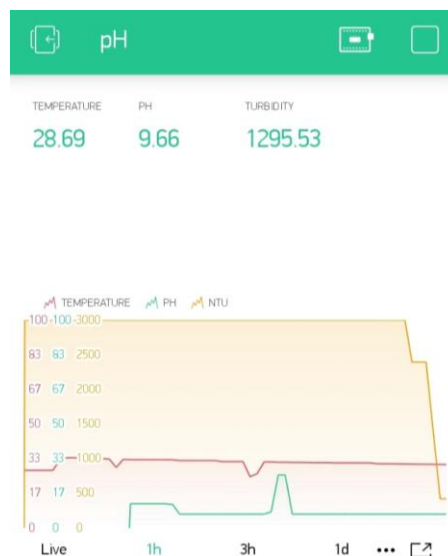 pH
TEMPERATURE PH TURBIDITY
28.69 9.66 1295.53
TEMPERATURE PH NTU
100 100 3000
83 83 2500
67 67 2000
50 50 1500
33 33 1000
17 17 500
0 0 0
Live 1h 3h 1d